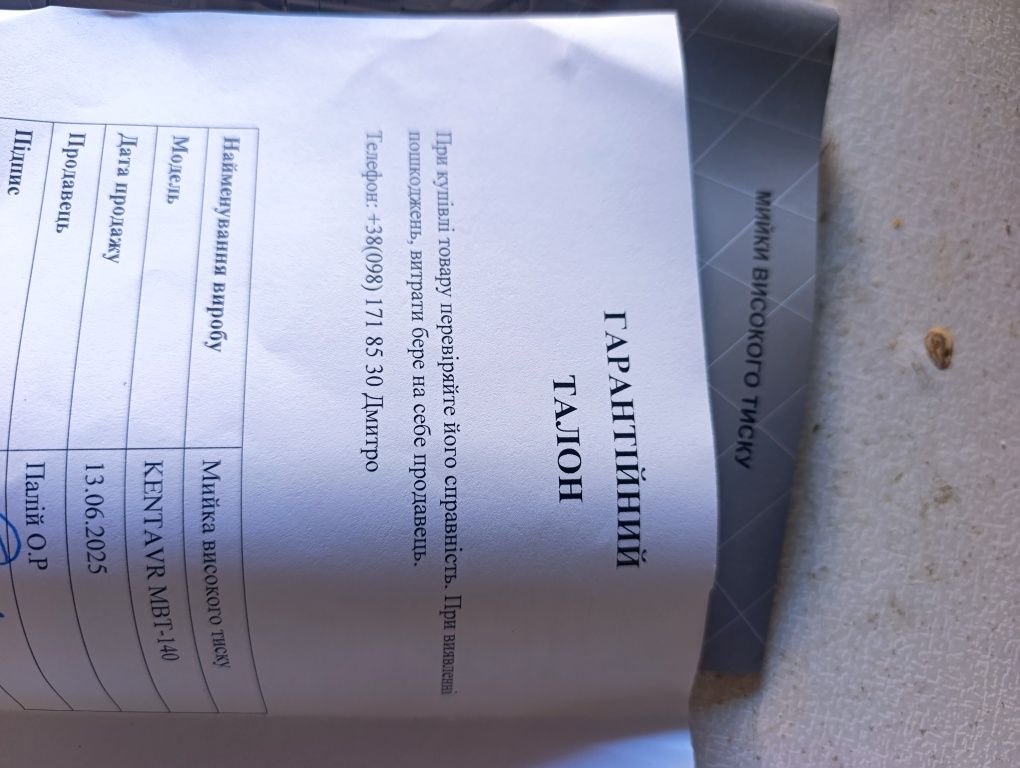 МИЙКИ ВИСОКОГО ТИСКУ
ГАРАНТІЙНИЙ
ТАЛОН
При купівлі товару перевіряйте його справність. При виявленні
пошкоджень, витрати бере на себе продавець.
Телефон: +38(098) 171 85 30 Дмитро
Найменування виробу Мийка високого тиску
Модель KENTAVR МВТ-140
Дата продажу 13.06.2025
Продавець Палій О.Р
Підпис